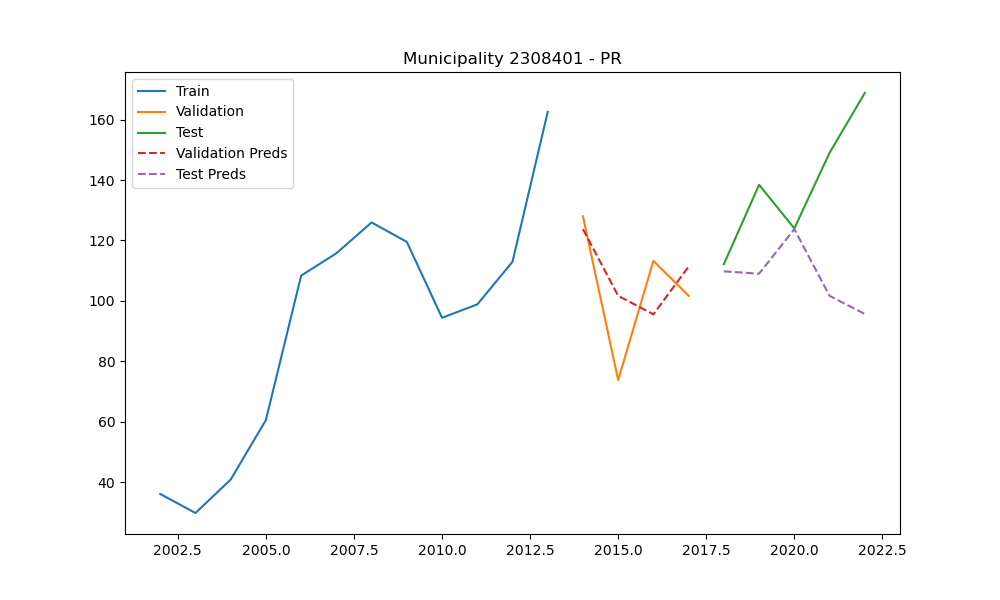 Municipality 2308401 - PR
Train
Validation
Test
Validation Preds
Test Preds
160
140
120
100
80
60
40
2002.5 2005.0 2007.5 2010.0 2012.5 2015.0 2017.5 2020.0 2022.5